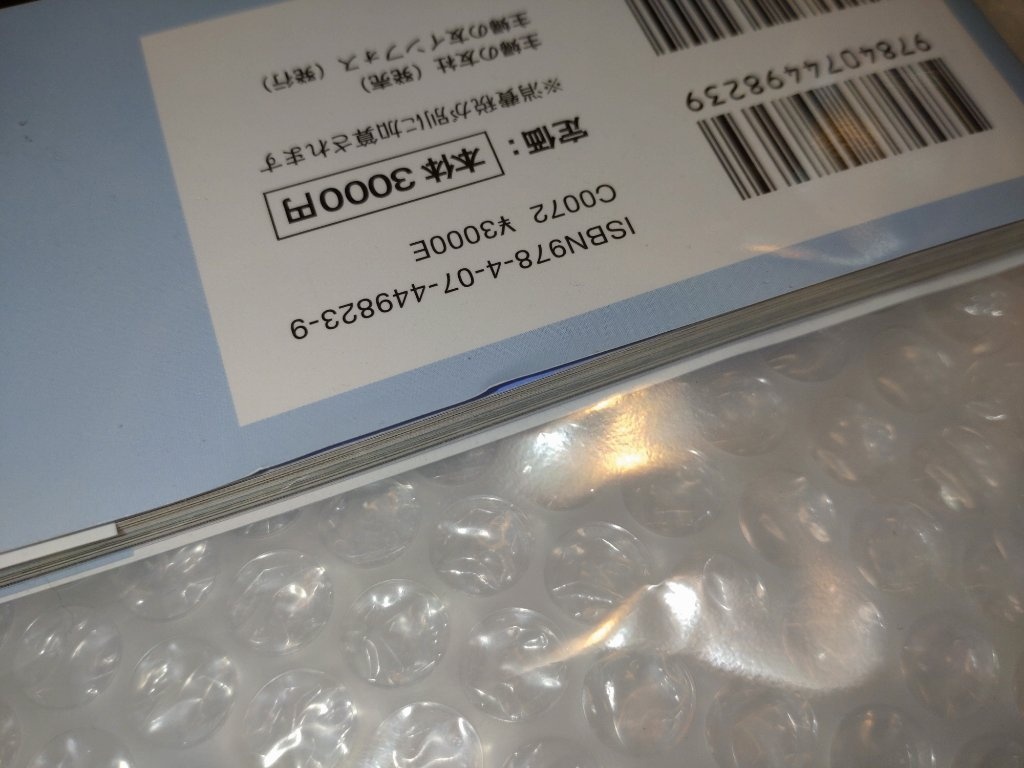 9784074498239
ISBN978-4-07-449823-9
C0072 ¥3000E
定価：本体3000円
※消費税が別に加算されます
主婦の友社（発売）
主婦の友インフォス（発行）